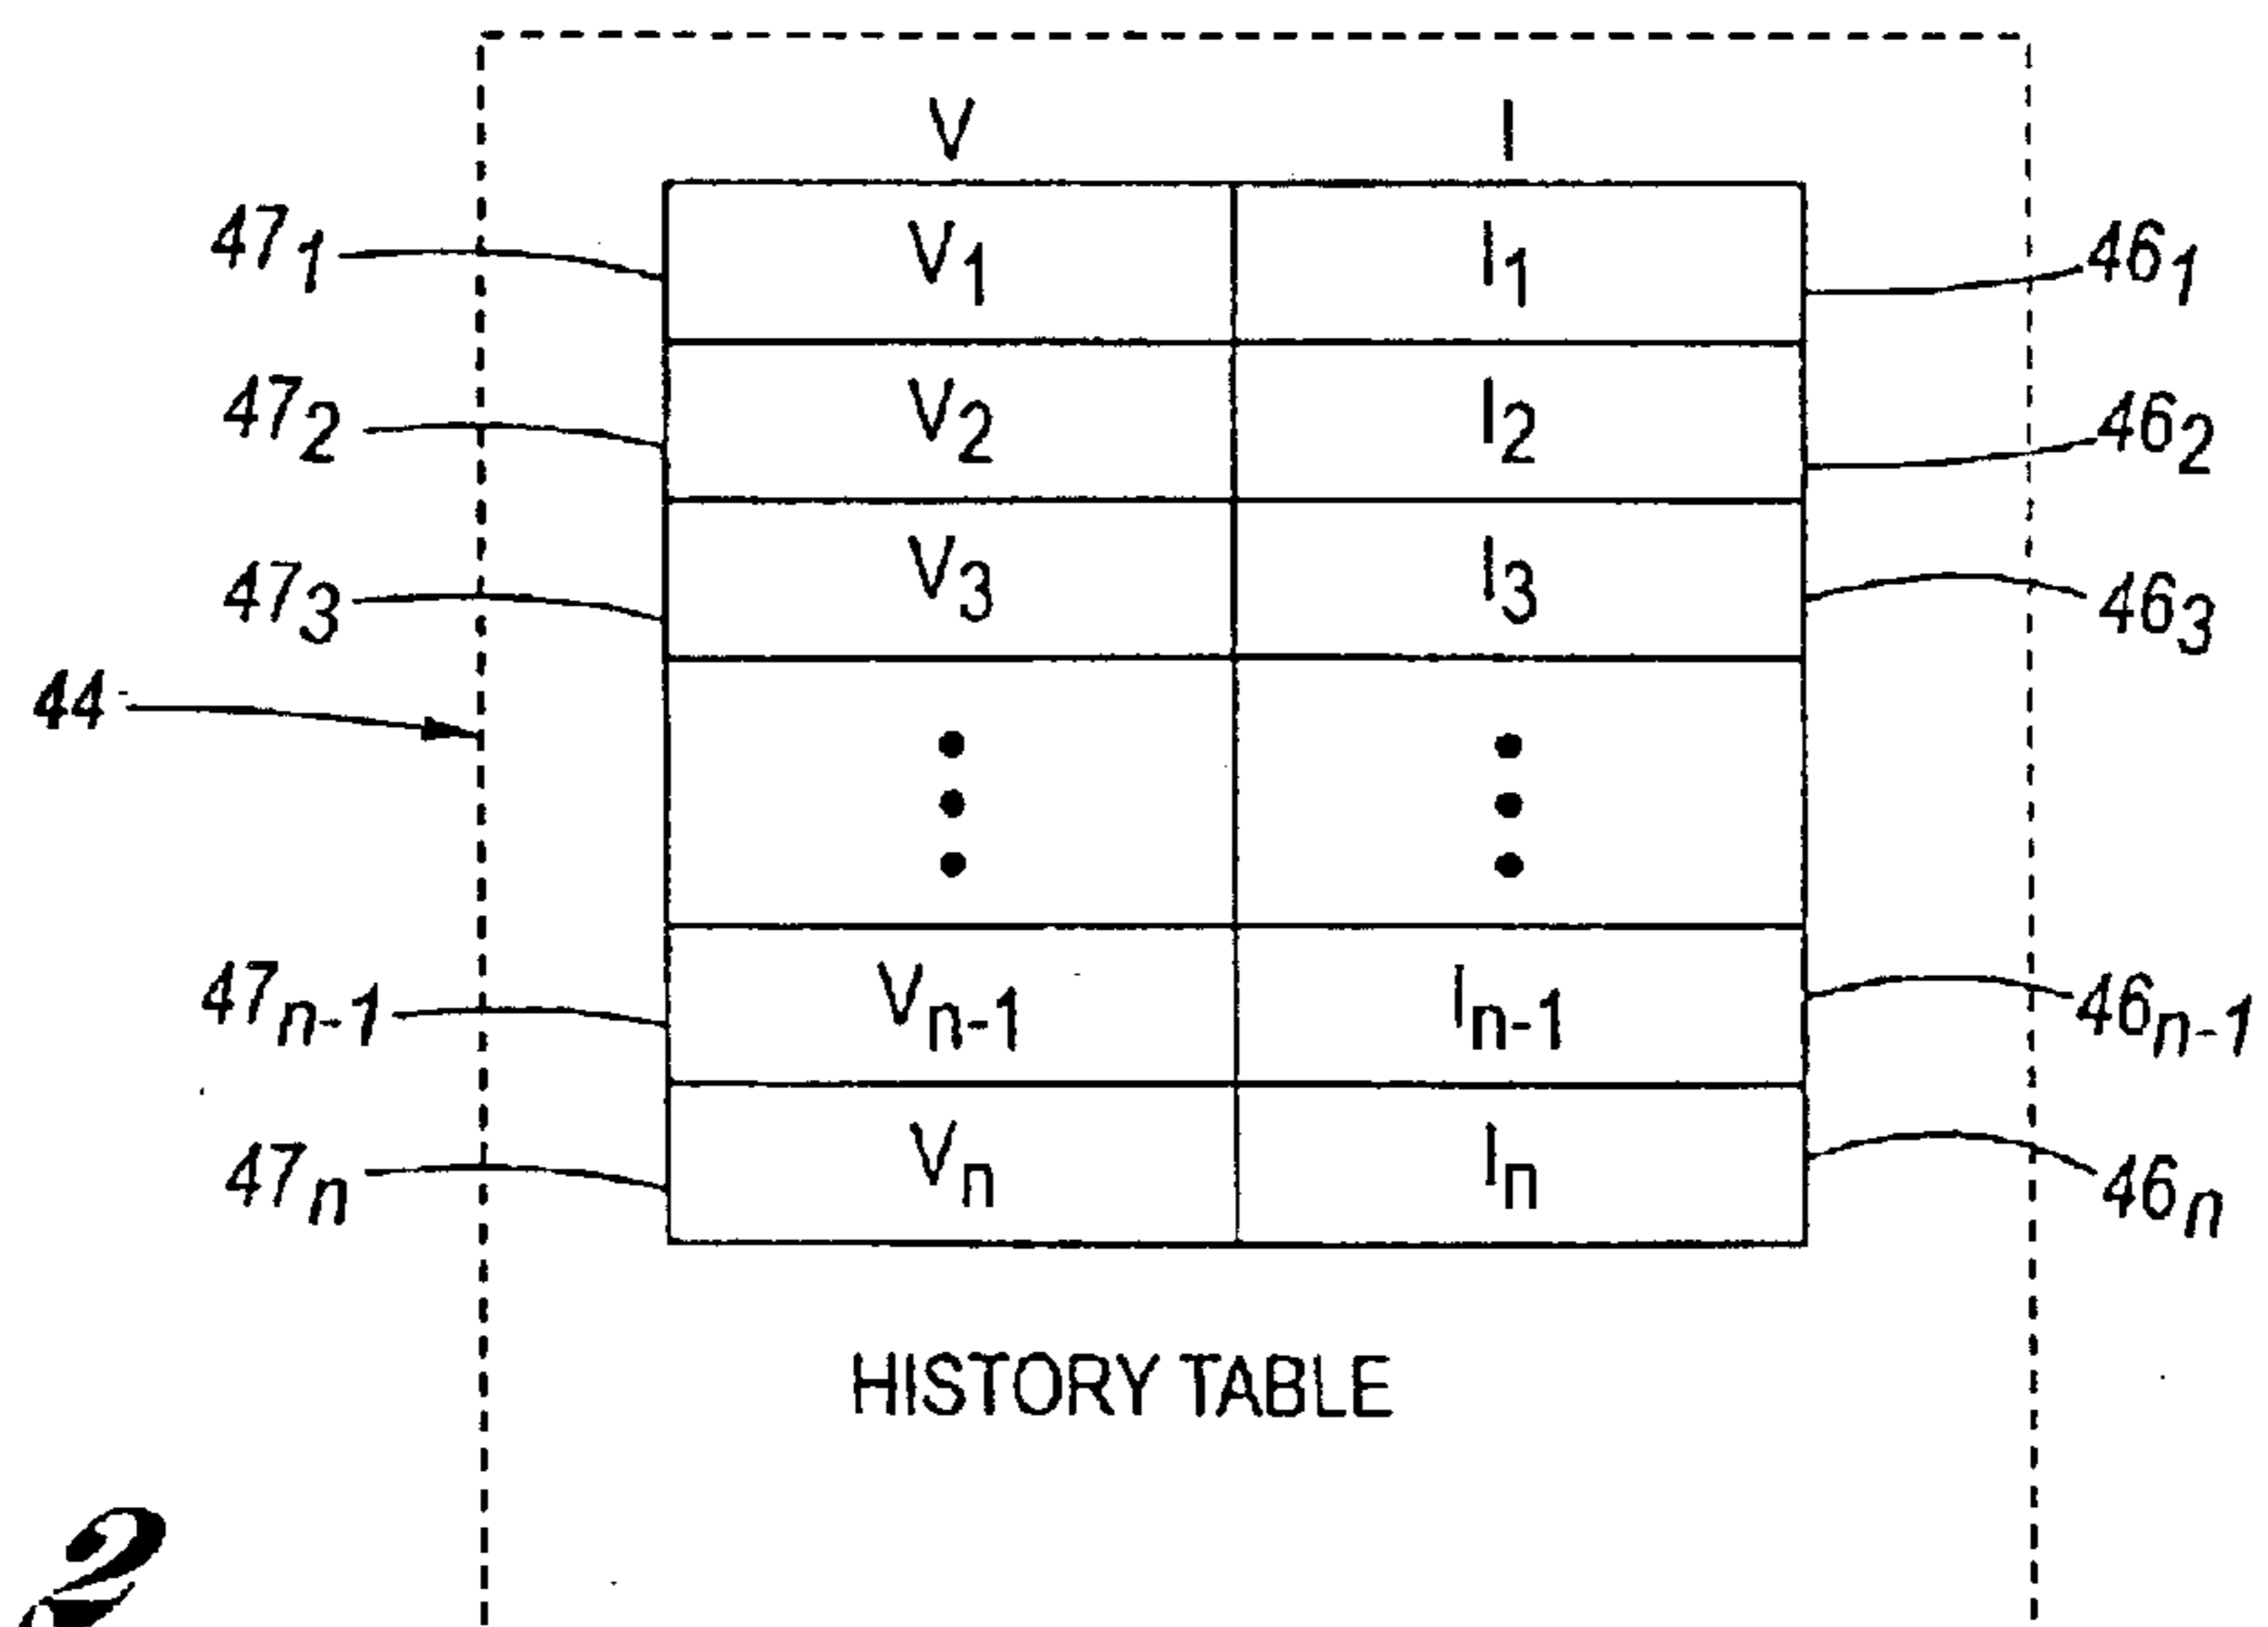 V I
47₁ V₁ I₁ 46₁
47₂ V₂ I₂ 46₂
47₃ V₃ I₃ 46₃
44
47ₙ₋₁ Vₙ₋₁ Iₙ₋₁ 46ₙ₋₁
47ₙ Vₙ Iₙ 46ₙ
HISTORY TABLE
2